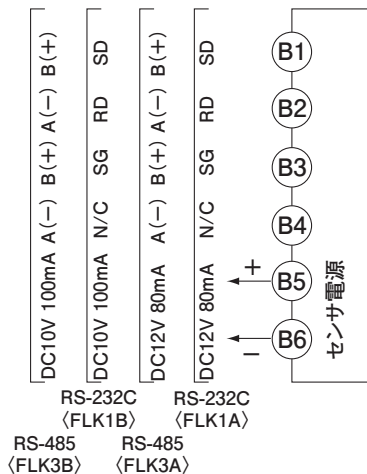 B(+) SD B(+) SD B1
A(−) RD A(−) RD B2
B(+) SG B(+) SG B3
A(−) N/C A(−) N/C B4
DC10V 100mA DC10V 100mA DC12V 80mA DC12V 80mA + B5
− B6
センサ電源
RS-232C RS-232C
〈FLK1B〉 〈FLK1A〉
RS-485 RS-485
〈FLK3B〉 〈FLK3A〉